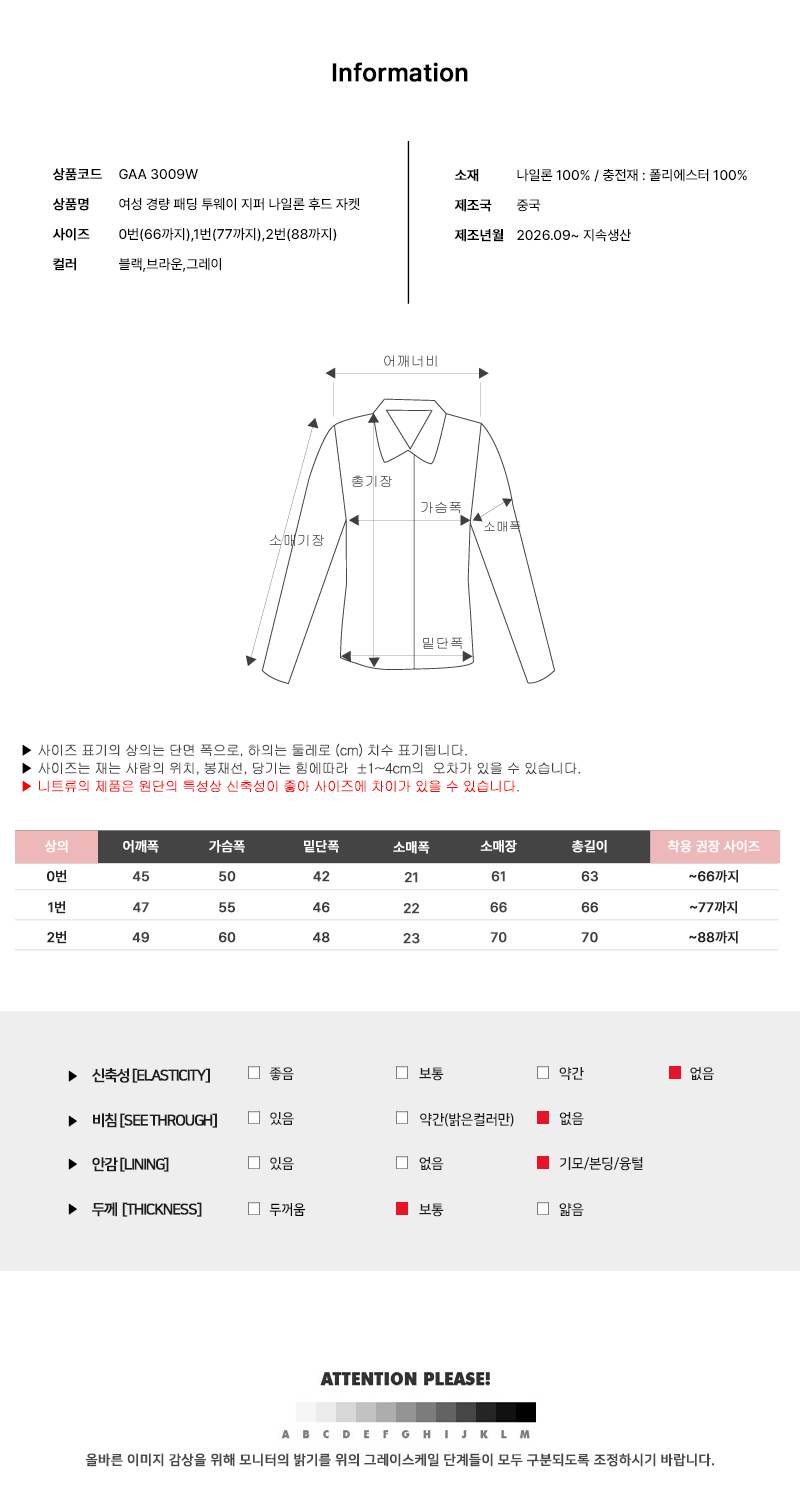 Information
상품코드 GAA 3009W
상품명 여성 경량 패딩 투웨이 지퍼 나일론 후드 자켓
사이즈 0번(66까지),1번(77까지),2번(88까지)
컬러 블랙,브라운,그레이
소재 나일론 100% / 충전재 : 폴리에스터 100%
제조국 중국
제조년월 2026.09~ 지속생산
어깨너비
총기장
가슴폭
소매폭
소매기장
밑단폭
▶ 사이즈 표기의 상의는 단면 폭으로, 하의는 둘레로 (cm) 치수 표기됩니다.
▶ 사이즈는 재는 사람의 위치, 봉재선, 당기는 힘에따라 ±1~4cm의 오차가 있을 수 있습니다.
▶ 니트류의 제품은 원단의 특성상 신축성이 좋아 사이즈에 차이가 있을 수 있습니다.
상의 어깨폭 가슴폭 밑단폭 소매폭 소매장 총길이 착용 권장 사이즈
0번 45 50 42 21 61 63 ~66까지
1번 47 55 46 22 66 66 ~77까지
2번 49 60 48 23 70 70 ~88까지
▶ 신축성 [ELASTICITY] 좋음 보통 약간 없음
▶ 비침 [SEE THROUGH] 있음 약간(밝은컬러만) 없음
▶ 안감 [LINING] 있음 없음 기모/본딩/융털
▶ 두께 [THICKNESS] 두꺼움 보통 얇음
ATTENTION PLEASE!
A B C D E F G H I J K L M
올바른 이미지 감상을 위해 모니터의 밝기를 위의 그레이스케일 단계들이 모두 구분되도록 조정하시기 바랍니다.